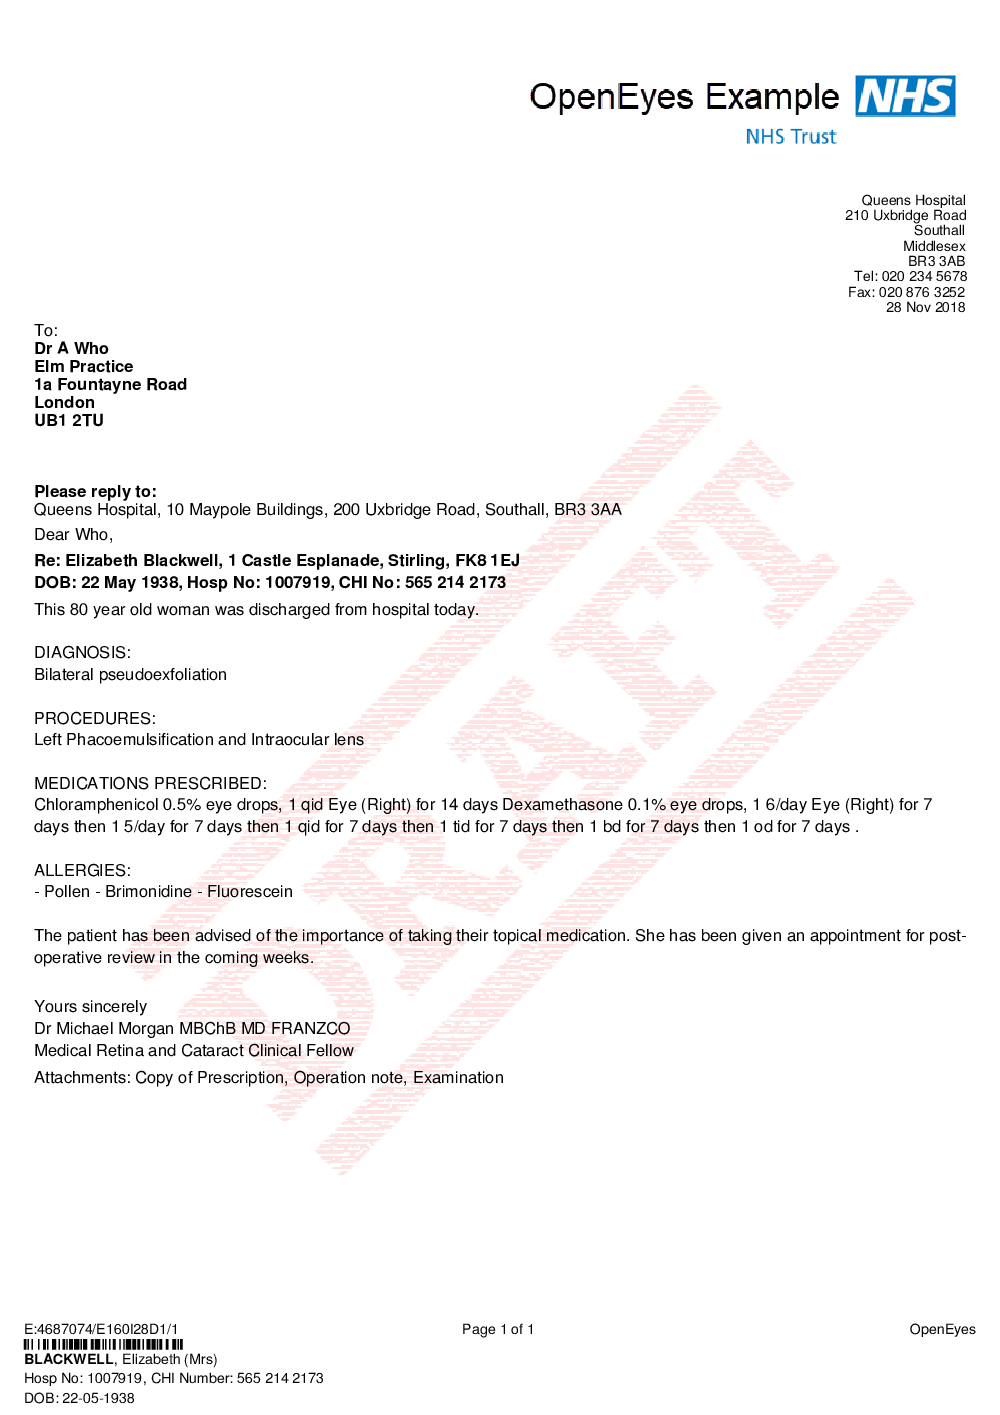 OpenEyes Example NHS
NHS Trust
Queens Hospital
210 Uxbridge Road
Southall
Middlesex
BR3 3AB
Tel: 020 234 5678
Fax: 020 876 3252
28 Nov 2018
To:
Dr A Who
Elm Practice
1a Fountayne Road
London
UB1 2TU
Please reply to:
Queens Hospital, 10 Maypole Buildings, 200 Uxbridge Road, Southall, BR3 3AA
Dear Who,
Re: Elizabeth Blackwell, 1 Castle Esplanade, Stirling, FK8 1EJ
DOB: 22 May 1938, Hosp No: 1007919, CHI No: 565 214 2173
This 80 year old woman was discharged from hospital today.
DIAGNOSIS:
Bilateral pseudoexfoliation
PROCEDURES:
Left Phacoemulsification and Intraocular lens
MEDICATIONS PRESCRIBED:
Chloramphenicol 0.5% eye drops, 1 qid Eye (Right) for 14 days Dexamethasone 0.1% eye drops, 1 6/day Eye (Right) for 7
days then 1 5/day for 7 days then 1 qid for 7 days then 1 tid for 7 days then 1 bd for 7 days then 1 od for 7 days .
ALLERGIES:
- Pollen - Brimonidine - Fluorescein
The patient has been advised of the importance of taking their topical medication. She has been given an appointment for post-
operative review in the coming weeks.
Yours sincerely
Dr Michael Morgan MBChB MD FRANZCO
Medical Retina and Cataract Clinical Fellow
Attachments: Copy of Prescription, Operation note, Examination
DRAFT
E:4687074/E160I28D1/1 Page 1 of 1 OpenEyes
BLACKWELL, Elizabeth (Mrs)
Hosp No: 1007919, CHI Number: 565 214 2173
DOB: 22-05-1938